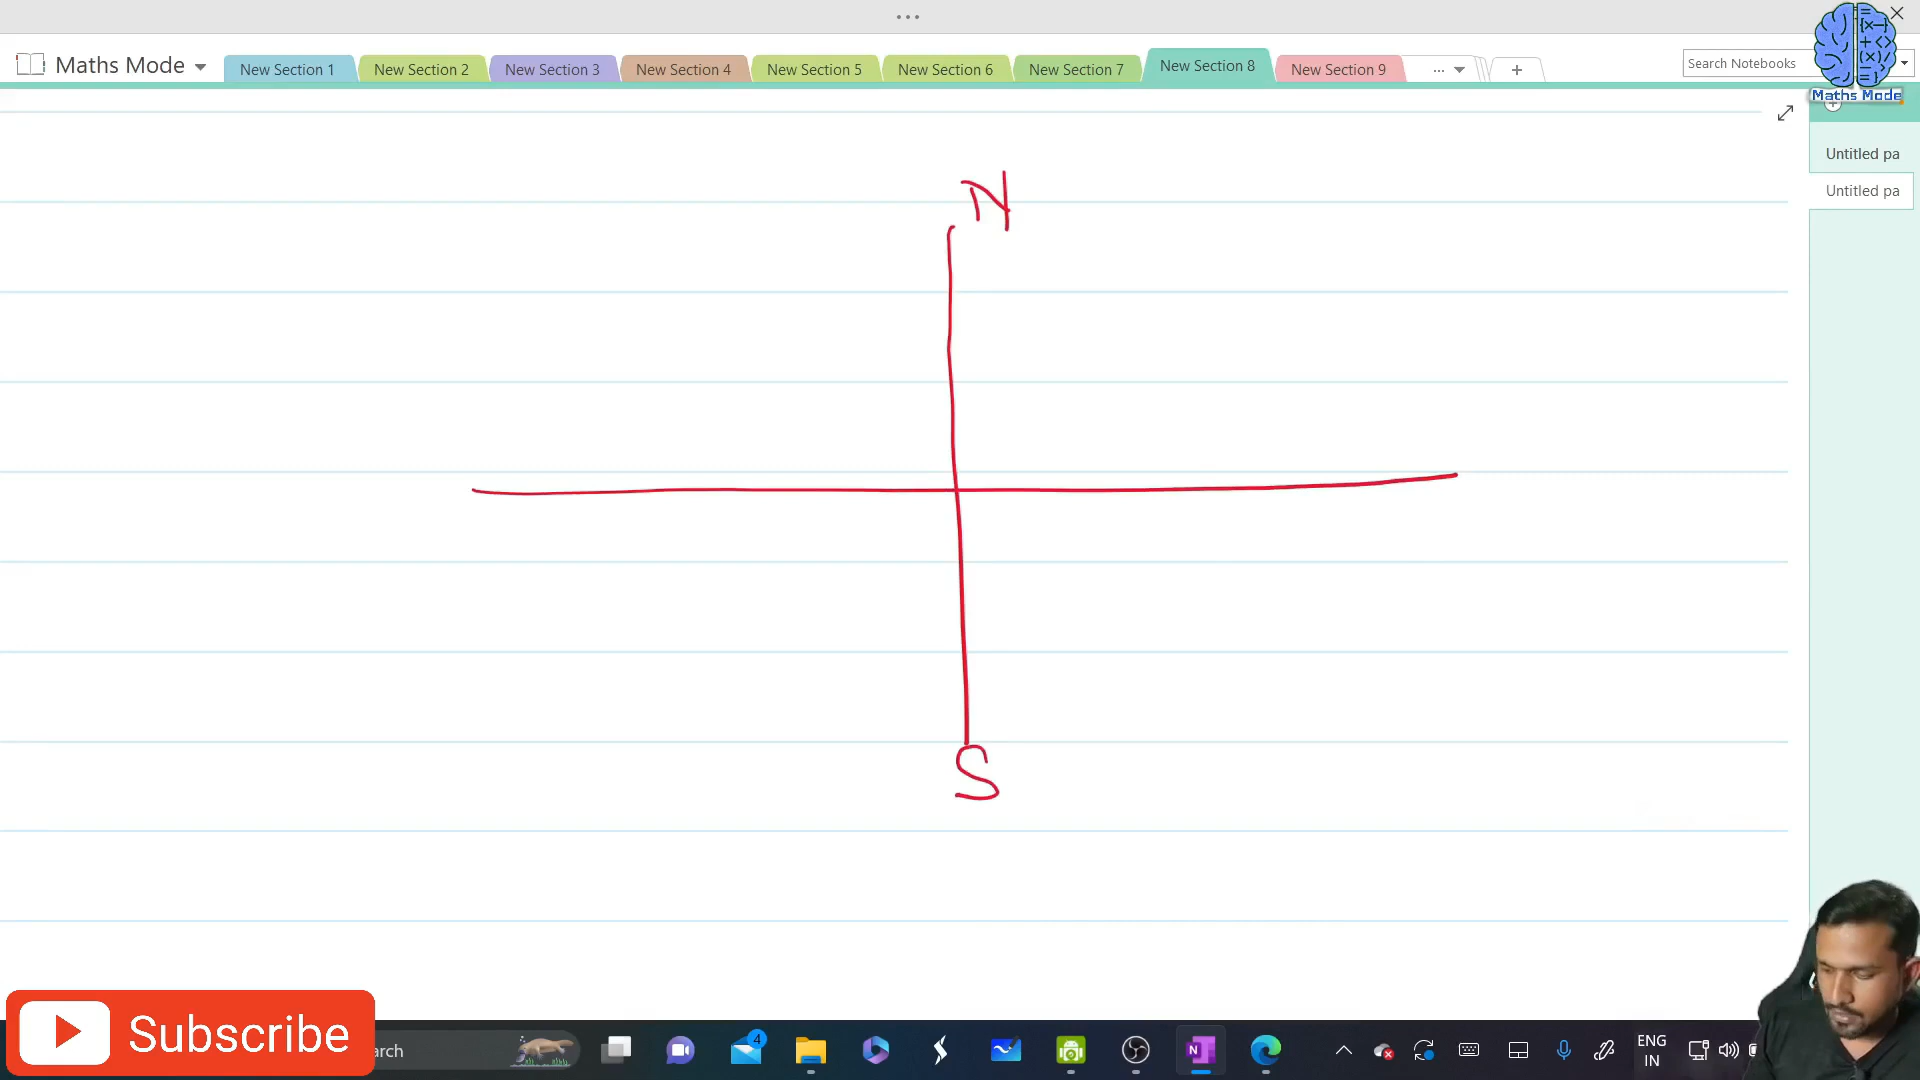 Maths Mode
New Section 1
New Section 2
New Section 3
New Section 4
New Section 5
New Section 6
New Section 7
New Section 8
New Section 9
...
+
Search Notebooks
Maths Mode
Untitled pa
Untitled pa
N
S
Subscribe
arch
4
ENG
IN